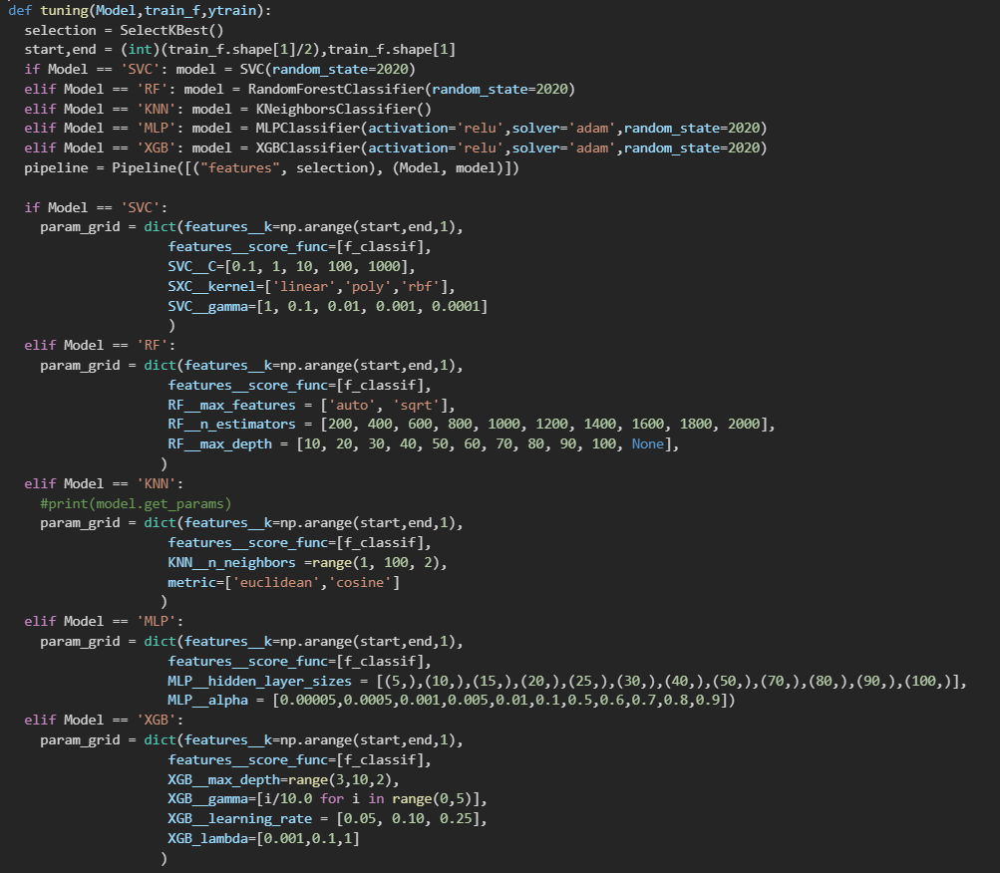 def tuning(Model,train_f,ytrain):
  selection = SelectKBest()
  start,end = (int)(train_f.shape[1]/2),train_f.shape[1]
  if Model == 'SVC': model = SVC(random_state=2020)
  elif Model == 'RF': model = RandomForestClassifier(random_state=2020)
  elif Model == 'KNN': model = KNeighborsClassifier()
  elif Model == 'MLP': model = MLPClassifier(activation='relu',solver='adam',random_state=2020)
  elif Model == 'XGB': model = XGBClassifier(activation='relu',solver='adam',random_state=2020)
  pipeline = Pipeline([("features", selection), (Model, model)])

  if Model == 'SVC':
    param_grid = dict(features__k=np.arange(start,end,1),
                    features__score_func=[f_classif],
                    SVC__C=[0.1, 1, 10, 100, 1000],
                    SXC__kernel=['linear','poly','rbf'],
                    SVC__gamma=[1, 0.1, 0.01, 0.001, 0.0001]
                    )
  elif Model == 'RF':
    param_grid = dict(features__k=np.arange(start,end,1),
                    features__score_func=[f_classif],
                    RF__max_features = ['auto', 'sqrt'],
                    RF__n_estimators = [200, 400, 600, 800, 1000, 1200, 1400, 1600, 1800, 2000],
                    RF__max_depth = [10, 20, 30, 40, 50, 60, 70, 80, 90, 100, None],
                   )
  elif Model == 'KNN':
    #print(model.get_params)
    param_grid = dict(features__k=np.arange(start,end,1),
                    features__score_func=[f_classif],
                    KNN__n_neighbors =range(1, 100, 2),
                    metric=['euclidean','cosine']
                   )
  elif Model == 'MLP':
    param_grid = dict(features__k=np.arange(start,end,1),
                    features__score_func=[f_classif],
                    MLP__hidden_layer_sizes = [(5,),(10,),(15,),(20,),(25,),(30,),(40,),(50,),(70,),(80,),(90,),(100,)],
                    MLP__alpha = [0.00005,0.0005,0.001,0.005,0.01,0.1,0.5,0.6,0.7,0.8,0.9])
  elif Model == 'XGB':
    param_grid = dict(features__k=np.arange(start,end,1),
                    features__score_func=[f_classif],
                    XGB__max_depth=range(3,10,2),
                    XGB__gamma=[i/10.0 for i in range(0,5)],
                    XGB__learning_rate = [0.05, 0.10, 0.25],
                    XGB_lambda=[0.001,0.1,1]
                   )